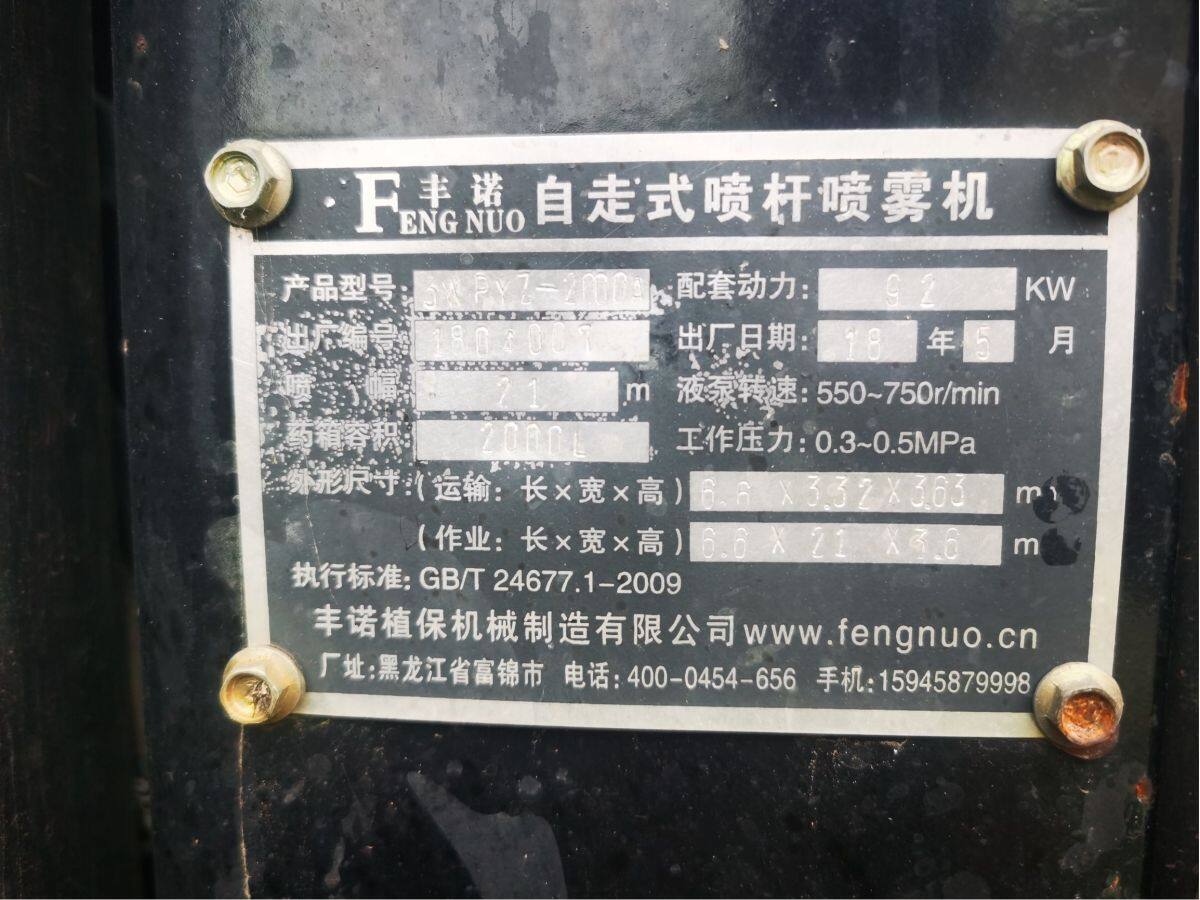 丰诺 FENG NUO 自走式喷杆喷雾机
产品型号: 3WPYZ-2000A 配套动力: 92 KW
出厂编号: 出厂日期: 18 年 5 月
喷幅: 21 m 液泵转速: 550~750r/min
药箱容积: 2000L 工作压力: 0.3~0.5MPa
外形尺寸:(运输: 长×宽×高) 6.6 X 3.32 X 3.63 m
(作业: 长×宽×高) 6.6 X 21 X 3.6 m
执行标准: GB/T 24677.1-2009
丰诺植保机械制造有限公司 www.fengnuo.cn
厂址:黑龙江省富锦市 电话:400-0454-656 手机:15945879998